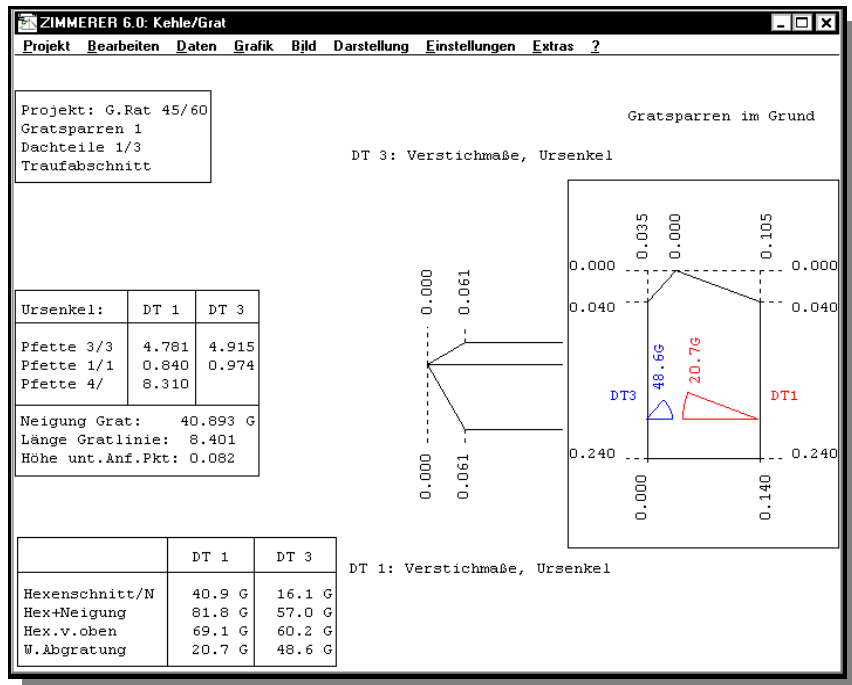 ZIMMERER 6.0: Kehle/Grat
Projekt Bearbeiten Daten Grafik Bild Darstellung Einstellungen Extras ?
Projekt: G.Rat 45/60
Gratsparren 1
Dachteile 1/3
Traufabschnitt
Gratsparren im Grund
DT 3: Verstichmaße, Ursenkel
0.035 0.000 0.105
0.000 0.000
0.040 0.040
48.6G 20.7G
DT3 DT1
0.240 0.240
0.000 0.140
0.000 0.061
0.000 0.061
Ursenkel: DT 1 DT 3
Pfette 3/3 4.781 4.915
Pfette 1/1 0.840 0.974
Pfette 4/ 8.310
Neigung Grat: 40.893 G
Länge Gratlinie: 8.401
Höhe unt.Anf.Pkt: 0.082
DT 1 DT 3
Hexenschnitt/N 40.9 G 16.1 G
Hex+Neigung 81.8 G 57.0 G
Hex.v.oben 69.1 G 60.2 G
W.Abgratung 20.7 G 48.6 G
DT 1: Verstichmaße, Ursenkel